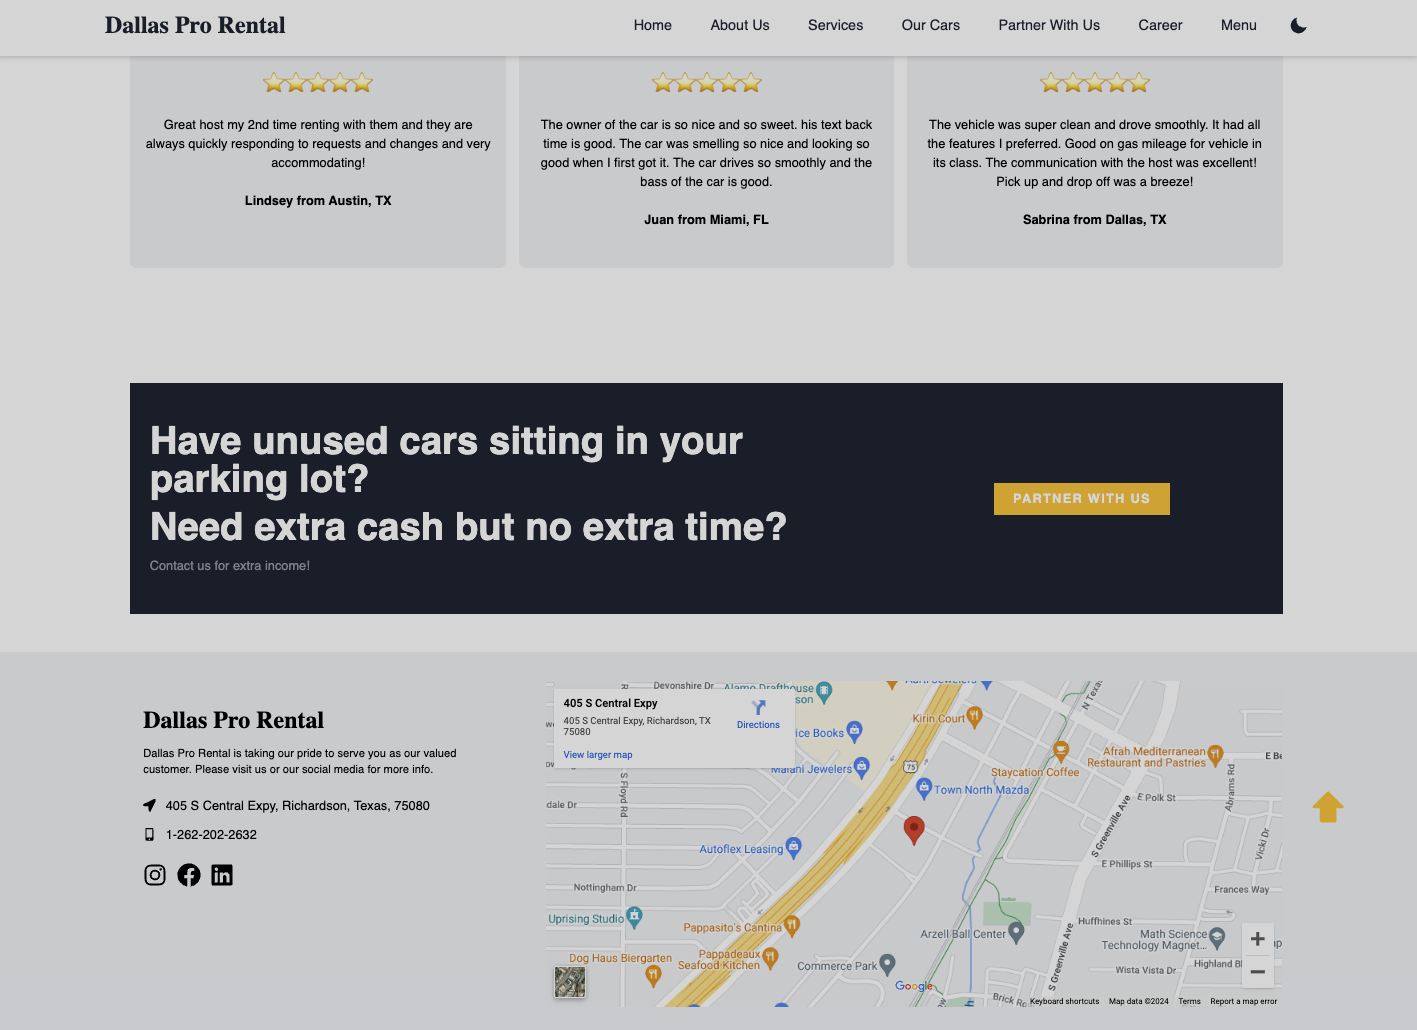 Dallas Pro Rental
Home
About Us
Services
Our Cars
Partner With Us
Career
Menu
Great host my 2nd time renting with them and they are
always quickly responding to requests and changes and very
accommodating!
Lindsey from Austin, TX
The owner of the car is so nice and so sweet. his text back
time is good. The car was smelling so nice and looking so
good when I first got it. The car drives so smoothly and the
bass of the car is good.
Juan from Miami, FL
The vehicle was super clean and drove smoothly. It had all
the features I preferred. Good on gas mileage for vehicle in
its class. The communication with the host was excellent!
Pick up and drop off was a breeze!
Sabrina from Dallas, TX
Have unused cars sitting in your
parking lot?
Need extra cash but no extra time?
Contact us for extra income!
PARTNER WITH US
Dallas Pro Rental
Dallas Pro Rental is taking our pride to serve you as our valued
customer. Please visit us or our social media for more info.
405 S Central Expy, Richardson, Texas, 75080
1-262-202-2632
405 S Central Expy
405 S Central Expy, Richardson, TX
75080
Directions
View larger map
Devonshire Dr
Kirin Court
N Texas
ice Books
Malani Jewelers
75
Staycation Coffee
Afrah Mediterranean
Restaurant and Pastries
E Be
Town North Mazda
S Floyd Rd
dale Dr
E Polk St
Abrams Rd
S Greenville Ave
Vicki Dr
Autoflex Leasing
E Phillips St
Nottingham Dr
Frances Way
Uprising Studio
Pappasito's Cantina
Arzell Ball Center
Huffhines St
Math Science
Technology Magnet...
Dog Haus Biergarten
Pappadeaux
Seafood Kitchen
Commerce Park
S Greenville Ave
Wista Vista Dr
Highland Bl
Google
Brick Ro
Keyboard shortcuts
Map data ©2024
Terms
Report a map error